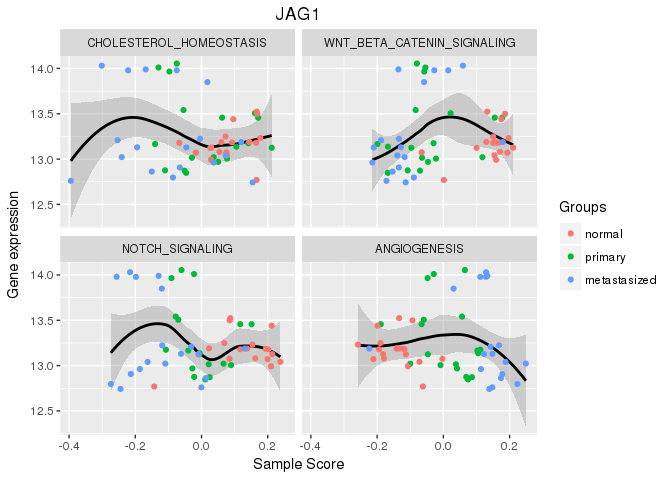 JAG1
CHOLESTEROL_HOMEOSTASIS
WNT_BETA_CATENIN_SIGNALING
14.0
13.5
13.0
12.5
NOTCH_SIGNALING
ANGIOGENESIS
14.0
13.5
13.0
12.5
-0.4 -0.2 0.0 0.2
-0.4 -0.2 0.0 0.2
Sample Score
Gene expression
Groups
normal
primary
metastasized